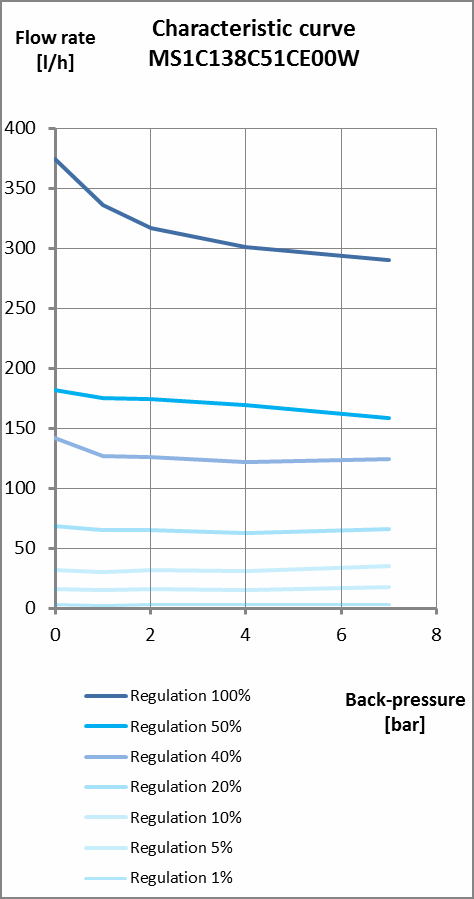 Flow rate
[l/h]
Characteristic curve
MS1C138C51CE00W
400
350
300
250
200
150
100
50
0
0 2 4 6 8
Back-pressure
[bar]
Regulation 100%
Regulation 50%
Regulation 40%
Regulation 20%
Regulation 10%
Regulation 5%
Regulation 1%